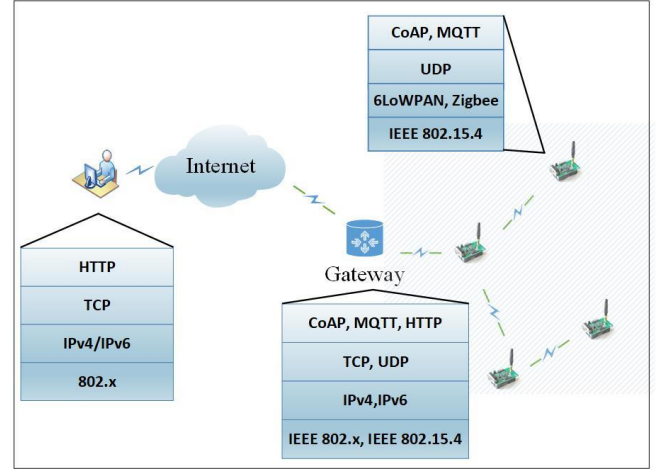 CoAP, MQTT
UDP
6LoWPAN, Zigbee
IEEE 802.15.4
Internet
HTTP
TCP
IPv4/IPv6
802.x
Gateway
CoAP, MQTT, HTTP
TCP, UDP
IPv4,IPv6
IEEE 802.x, IEEE 802.15.4